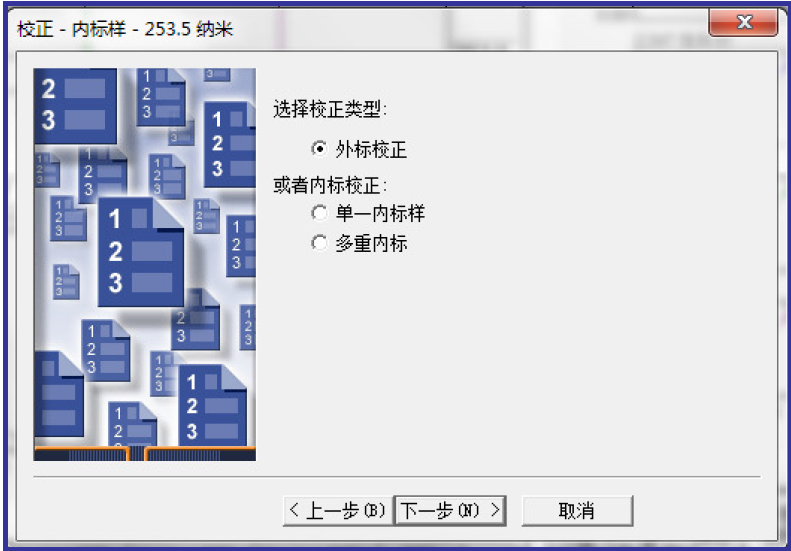 校正 - 内标样 - 253.5 纳米
选择校正类型:
外标校正
或者内标校正:
单一内标样
多重内标
< 上一步(B)
下一步(N) >
取消